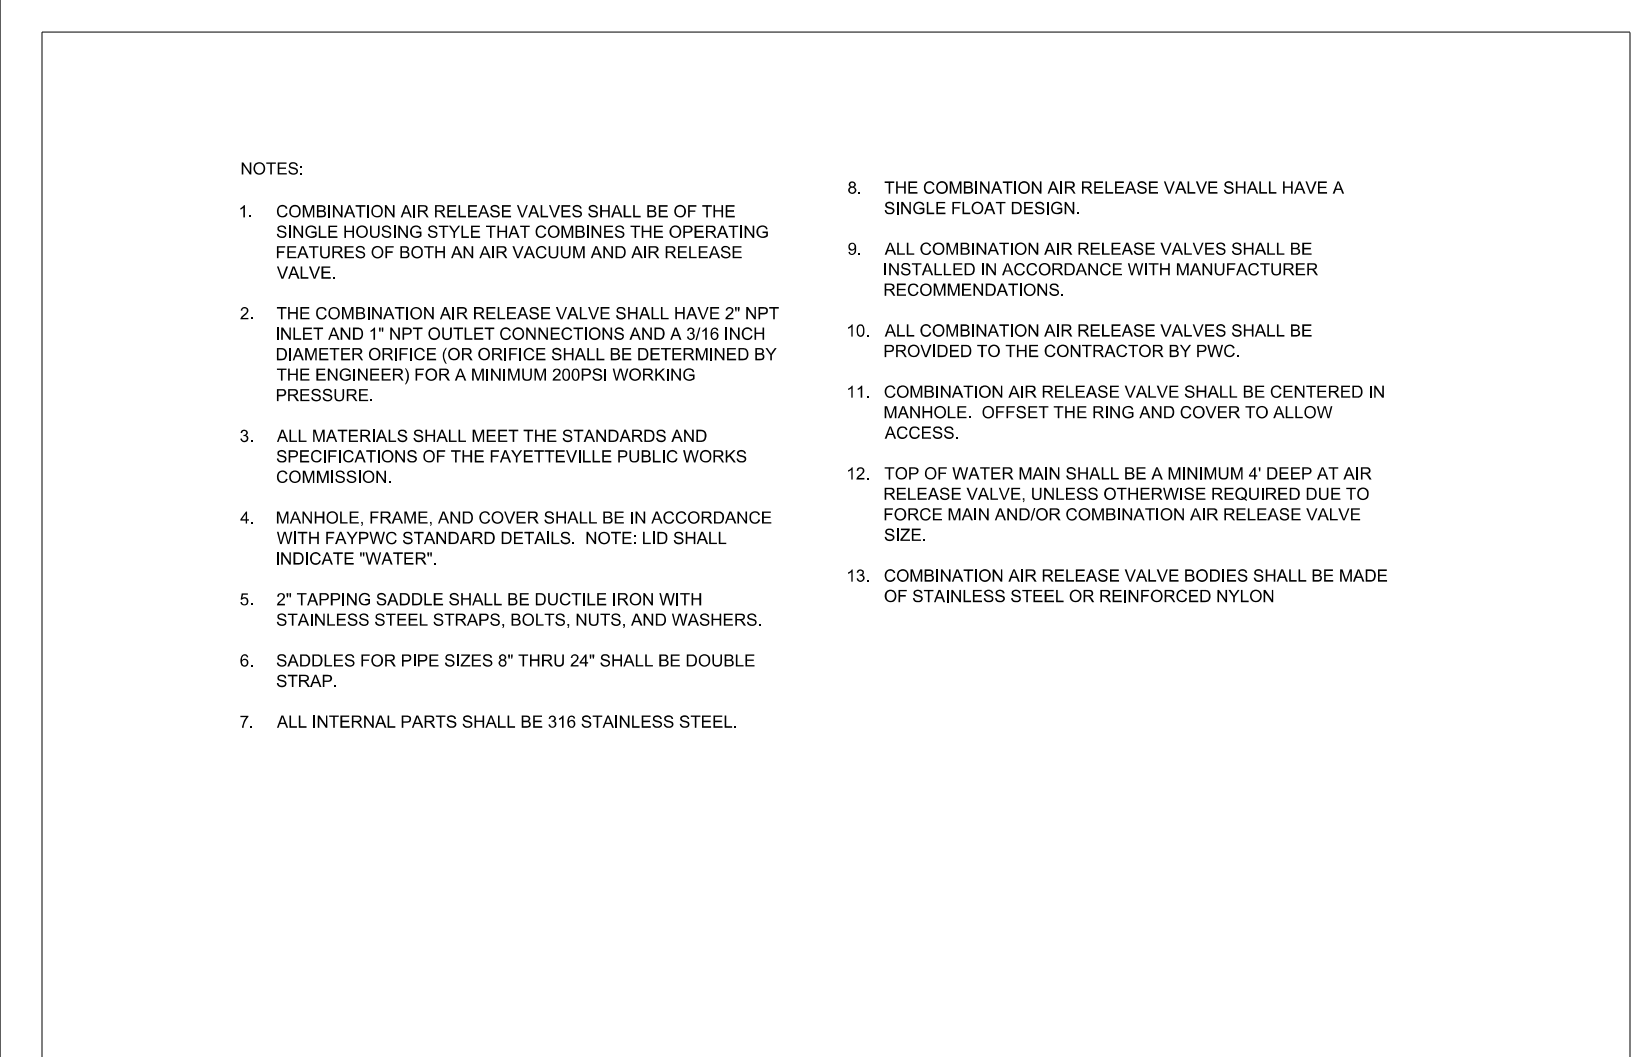 NOTES:
1. COMBINATION AIR RELEASE VALVES SHALL BE OF THE
SINGLE HOUSING STYLE THAT COMBINES THE OPERATING
FEATURES OF BOTH AN AIR VACUUM AND AIR RELEASE
VALVE.
2. THE COMBINATION AIR RELEASE VALVE SHALL HAVE 2" NPT
INLET AND 1" NPT OUTLET CONNECTIONS AND A 3/16 INCH
DIAMETER ORIFICE (OR ORIFICE SHALL BE DETERMINED BY
THE ENGINEER) FOR A MINIMUM 200PSI WORKING
PRESSURE.
3. ALL MATERIALS SHALL MEET THE STANDARDS AND
SPECIFICATIONS OF THE FAYETTEVILLE PUBLIC WORKS
COMMISSION.
4. MANHOLE, FRAME, AND COVER SHALL BE IN ACCORDANCE
WITH FAYPWC STANDARD DETAILS. NOTE: LID SHALL
INDICATE "WATER".
5. 2" TAPPING SADDLE SHALL BE DUCTILE IRON WITH
STAINLESS STEEL STRAPS, BOLTS, NUTS, AND WASHERS.
6. SADDLES FOR PIPE SIZES 8" THRU 24" SHALL BE DOUBLE
STRAP.
7. ALL INTERNAL PARTS SHALL BE 316 STAINLESS STEEL.
8. THE COMBINATION AIR RELEASE VALVE SHALL HAVE A
SINGLE FLOAT DESIGN.
9. ALL COMBINATION AIR RELEASE VALVES SHALL BE
INSTALLED IN ACCORDANCE WITH MANUFACTURER
RECOMMENDATIONS.
10. ALL COMBINATION AIR RELEASE VALVES SHALL BE
PROVIDED TO THE CONTRACTOR BY PWC.
11. COMBINATION AIR RELEASE VALVE SHALL BE CENTERED IN
MANHOLE. OFFSET THE RING AND COVER TO ALLOW
ACCESS.
12. TOP OF WATER MAIN SHALL BE A MINIMUM 4' DEEP AT AIR
RELEASE VALVE, UNLESS OTHERWISE REQUIRED DUE TO
FORCE MAIN AND/OR COMBINATION AIR RELEASE VALVE
SIZE.
13. COMBINATION AIR RELEASE VALVE BODIES SHALL BE MADE
OF STAINLESS STEEL OR REINFORCED NYLON